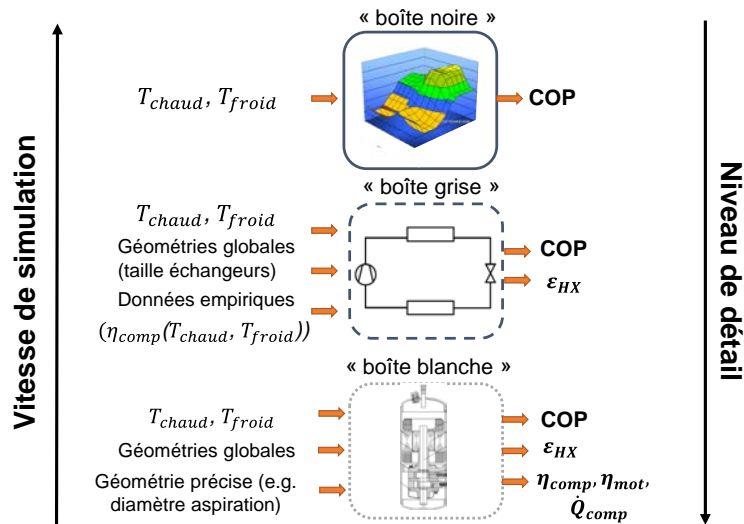 « boîte noire »
T_chaud, T_froid
COP
« boîte grise »
T_chaud, T_froid
Géométries globales
(taille échangeurs)
Données empiriques
(η_comp(T_chaud, T_froid))
COP
ε_HX
« boîte blanche »
T_chaud, T_froid
Géométries globales
Géométrie précise (e.g.
diamètre aspiration)
COP
ε_HX
η_comp, η_mot,
Q̇_comp
Vitesse de simulation
Niveau de détail